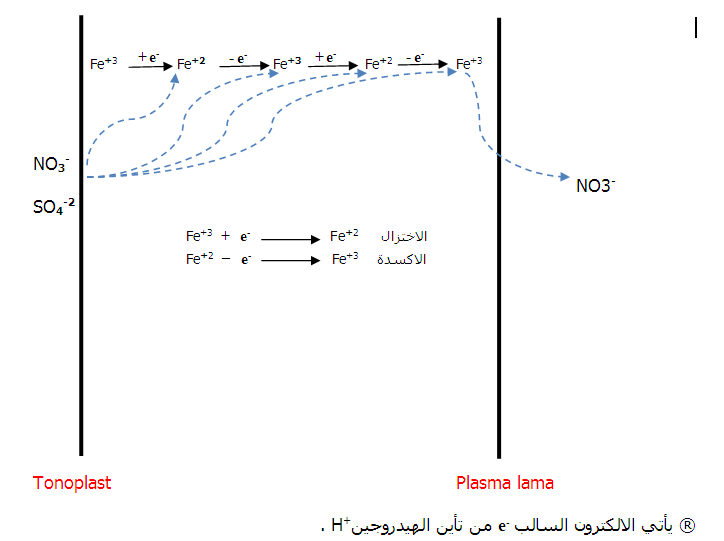 Fe+3 +e- Fe+2 -e- Fe+3 +e- Fe+2 -e- Fe+3
NO3-
NO3-
SO4-2
Fe+3 + e- Fe+2 الاختزال
Fe+2 – e- Fe+3 الاكسدة
Tonoplast Plasma lama
® يأتي الالكترون السالب e- من تأين الهيدروجين H+ .